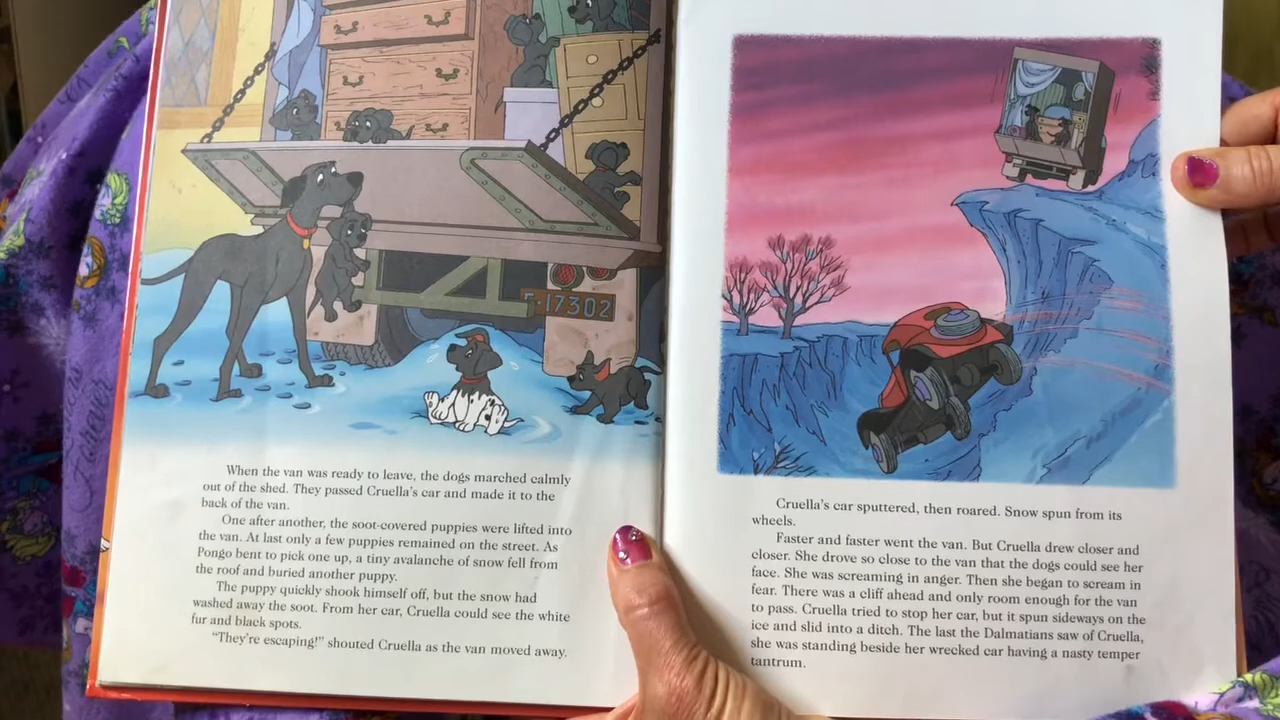 F-17302
When the van was ready to leave, the dogs marched calmly
out of the shed. They passed Cruella's car and made it to the
back of the van.
One after another, the soot-covered puppies were lifted into
the van. At last only a few puppies remained on the street. As
Pongo bent to pick one up, a tiny avalanche of snow fell from
the roof and buried another puppy.
The puppy quickly shook himself off, but the snow had
washed away the soot. From her car, Cruella could see the white
fur and black spots.
"They're escaping!" shouted Cruella as the van moved away.
Cruella's car sputtered, then roared. Snow spun from its
wheels.
Faster and faster went the van. But Cruella drew closer and
closer. She drove so close to the van that the dogs could see her
face. She was screaming in anger. Then she began to scream in
fear. There was a cliff ahead and only room enough for the van
to pass. Cruella tried to stop her car, but it spun sideways on the
ice and slid into a ditch. The last the Dalmatians saw of Cruella,
she was standing beside her wrecked car having a nasty temper
tantrum.